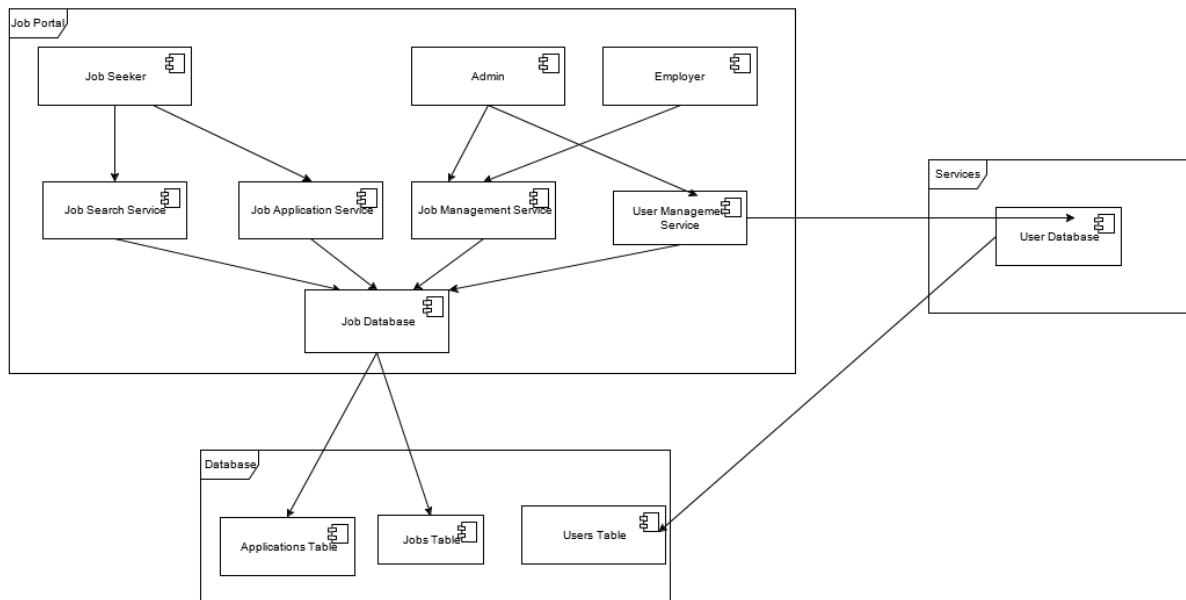 Job Portal
Job Seeker
Admin
Employer
Job Search Service
Job Application Service
Job Management Service
User Manageme
Service
Services
User Database
Job Database
Database
Applications Table
Jobs Table
Users Table